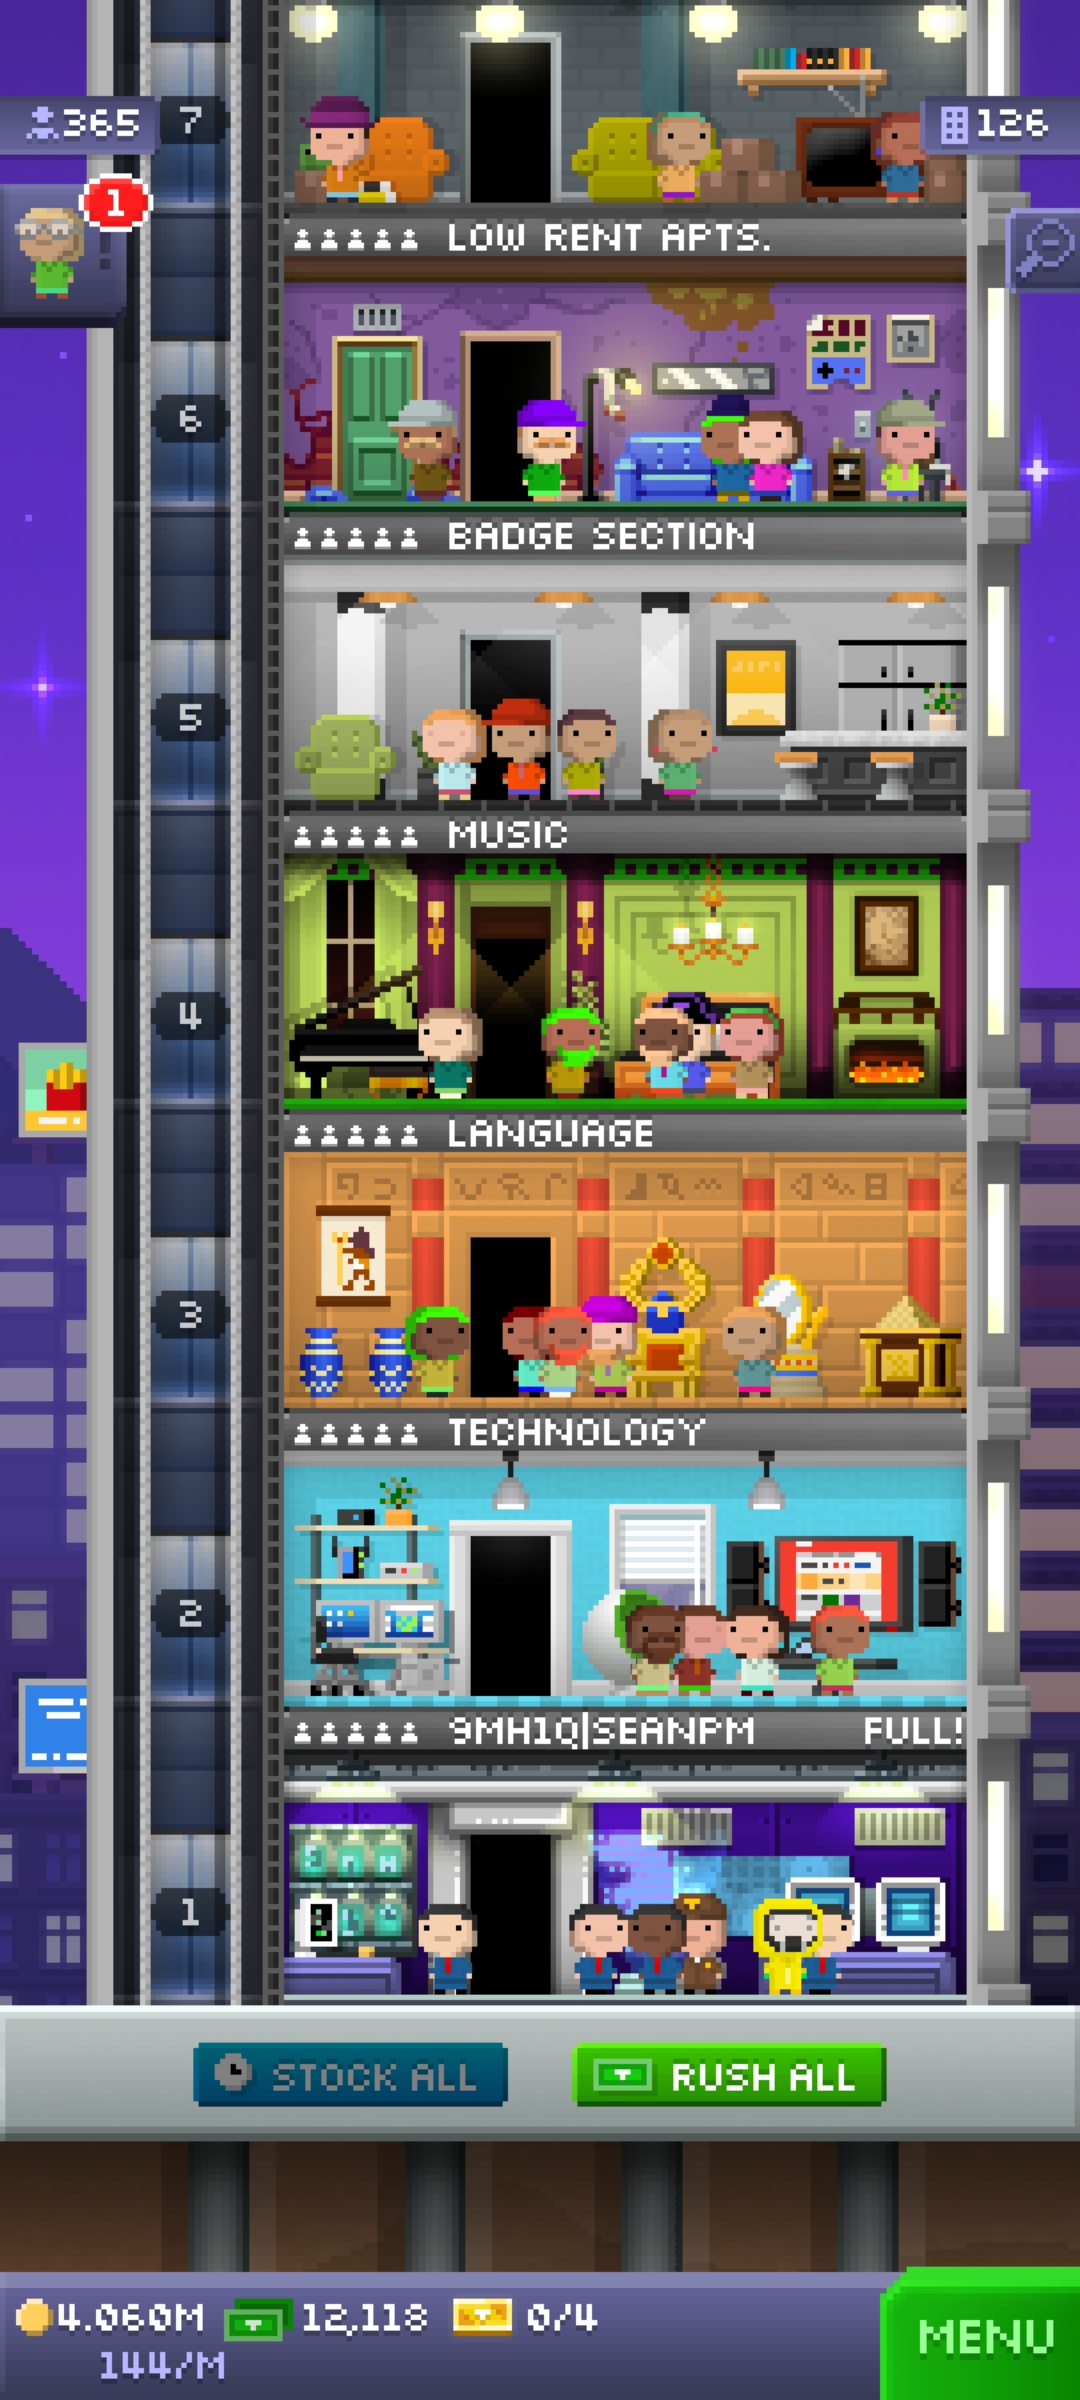 7
365
126
1
LOW RENT APTS.
6
BADGE SECTION
5
MUSIC
4
LANGUAGE
3
TECHNOLOGY
2
9MH1Q|SEANPM FULL!
1
STOCK ALL
RUSH ALL
4.060M
12,118
0/4
144/M
MENU